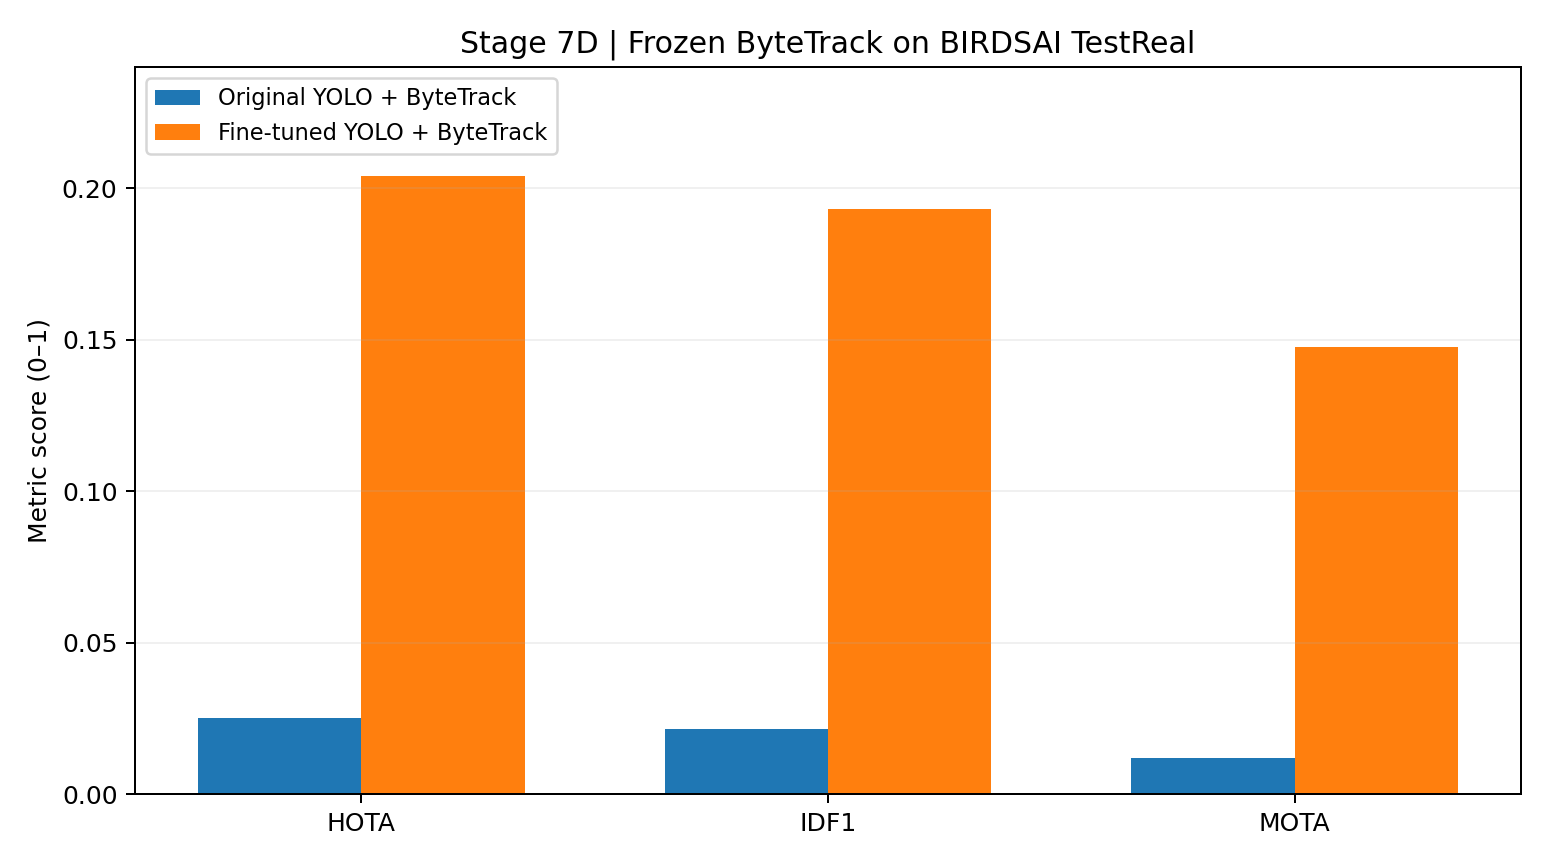 Stage 7D | Frozen ByteTrack on BIRDSAI TestReal
Original YOLO + ByteTrack
Fine-tuned YOLO + ByteTrack
Metric score (0–1)
0.20
0.15
0.10
0.05
0.00
HOTA
IDF1
MOTA